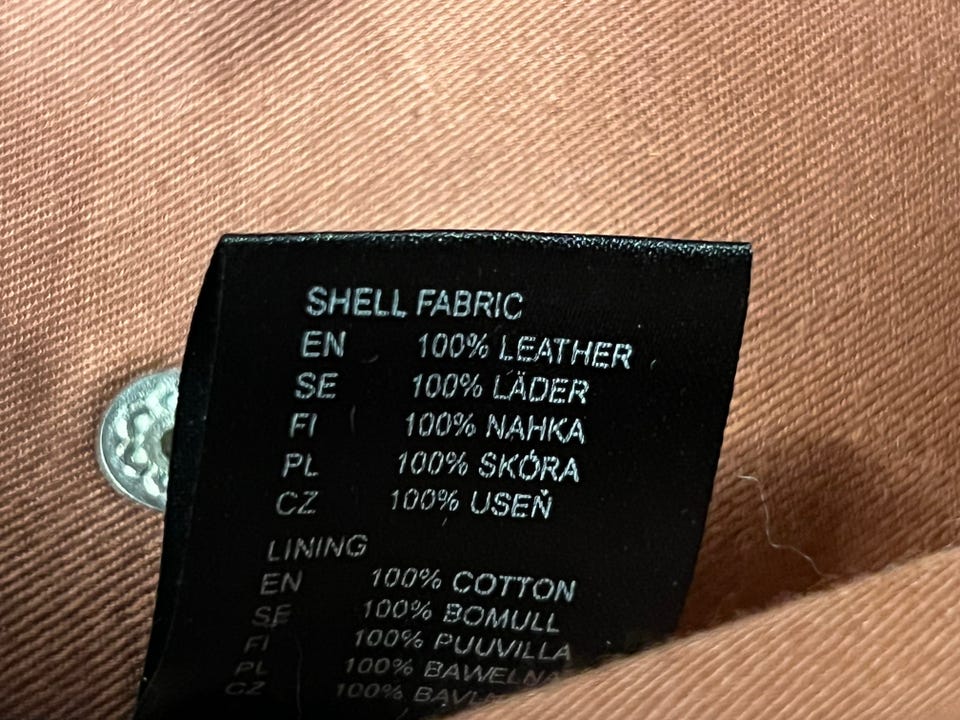 SHELL FABRIC
EN 100% LEATHER
SE 100% LÄDER
FI 100% NAHKA
PL 100% SKÓRA
CZ 100% USEŇ
LINING
EN 100% COTTON
SE 100% BOMULL
FI 100% PUUVILLA
PL 100% BAWELNA
CZ 100%